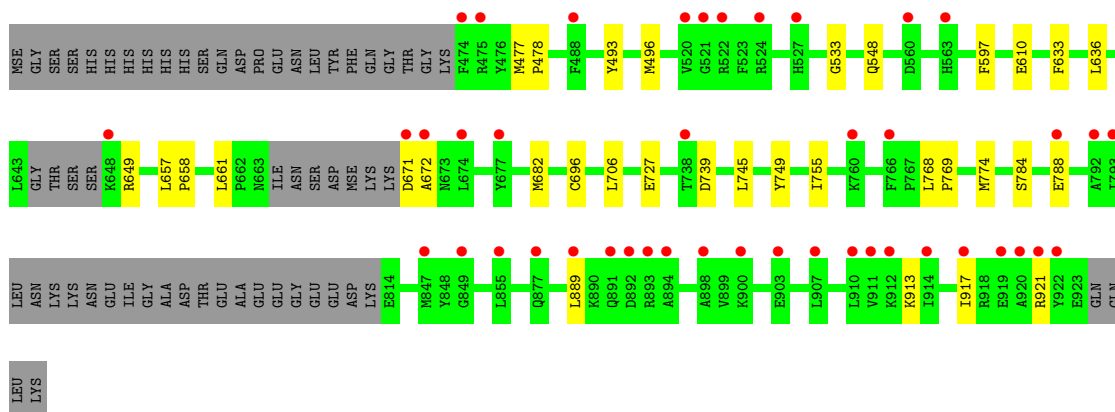 MSE GLY SER SER HIS HIS HIS HIS HIS HIS SER GLN ASP PRO GLU ASN LEU TYR PHE GLN GLY THR GLY LYS F474 R475 Y476 M477 P478 F488 Y493 M496 V520 G521 R522 F523 R524 H527 G533 Q548 D560 H563 F597 E610 F633 L636
L643 GLY THR SER SER K648 R649 L657 P658 L661 P662 N663 ILE ASN SER ASP MSE LYS LYS D671 A672 N673 L674 Y677 M682 C696 L706 E727 T738 D739 L745 Y749 I755 K760 F766 P767 L768 P769 M774 S784 E788 A792 I793
LEU ASN LYS LYS ASN GLU ILE GLY ALA ASP THR GLU ALA GLU GLU GLY GLU GLU ASP LYS E814 M847 Y848 G849 L855 Q877 L889 K890 Q891 D892 R893 A894 A898 V899 K900 E903 L907 L910 V911 K912 K913 I914 I917 R918 E919 A920 R921 Y922 E923 GLN GLN
LEU LYS